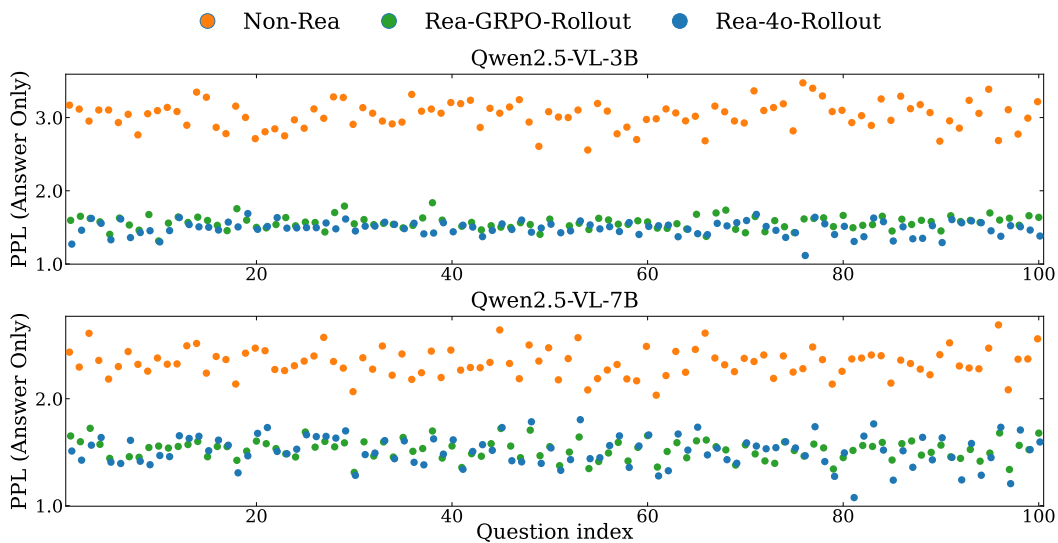 Non-Rea Rea-GRPO-Rollout Rea-4o-Rollout
Qwen2.5-VL-3B
PPL (Answer Only)
3.0
2.0
1.0
20 40 60 80 100
Qwen2.5-VL-7B
PPL (Answer Only)
2.0
1.0
20 40 60 80 100
Question index